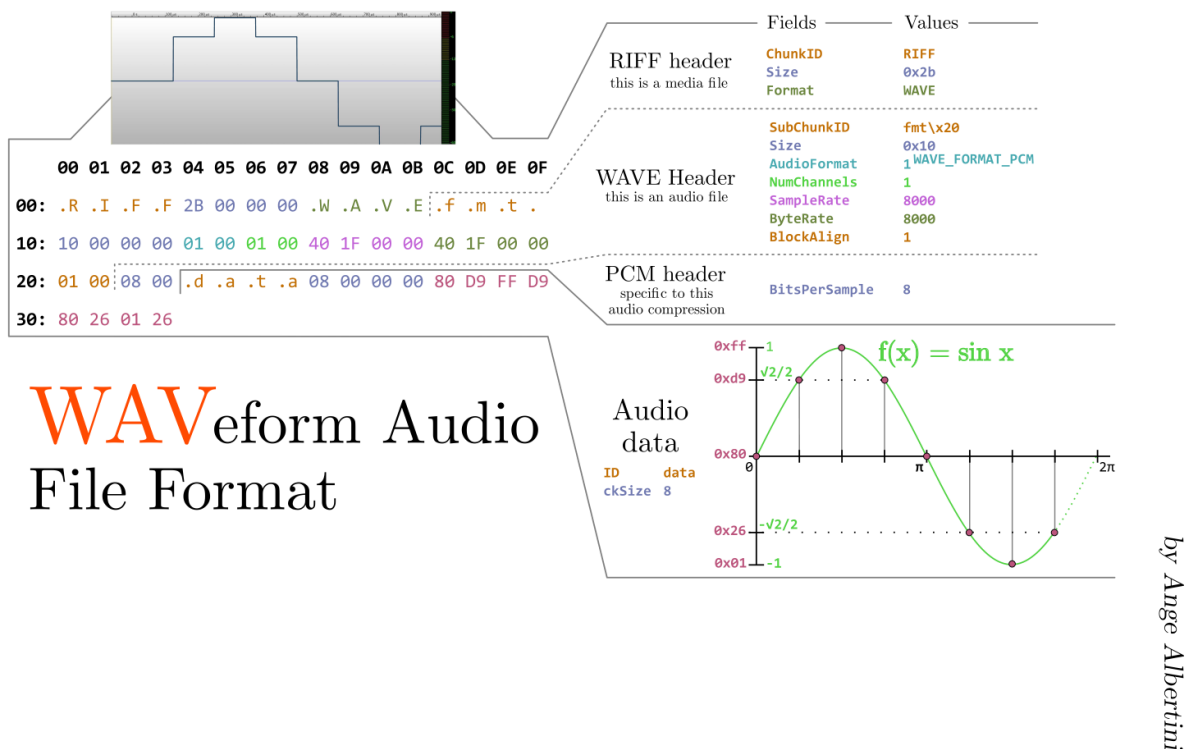 00 01 02 03 04 05 06 07 08 09 0A 0B 0C 0D 0E 0F
00: .R .I .F .F 2B 00 00 00 .W .A .V .E .f .m .t .
10: 10 00 00 00 01 00 01 00 40 1F 00 00 40 1F 00 00
20: 01 00 08 00 .d .a .t .a 08 00 00 00 80 D9 FF D9
30: 80 26 01 26
WAVeform Audio
File Format
Fields Values
RIFF header
this is a media file
ChunkID RIFF
Size 0x2b
Format WAVE
WAVE Header
this is an audio file
SubChunkID fmt\x20
Size 0x10
AudioFormat 1 WAVE_FORMAT_PCM
NumChannels 1
SampleRate 8000
ByteRate 8000
BlockAlign 1
PCM header
specific to this
audio compression
BitsPerSample 8
Audio
data
ID data
ckSize 8
f(x) = sin x
0xff 1
0xd9 √2/2
0x80
0 π 2π
0x26 -√2/2
0x01 -1
by Ange Albertini